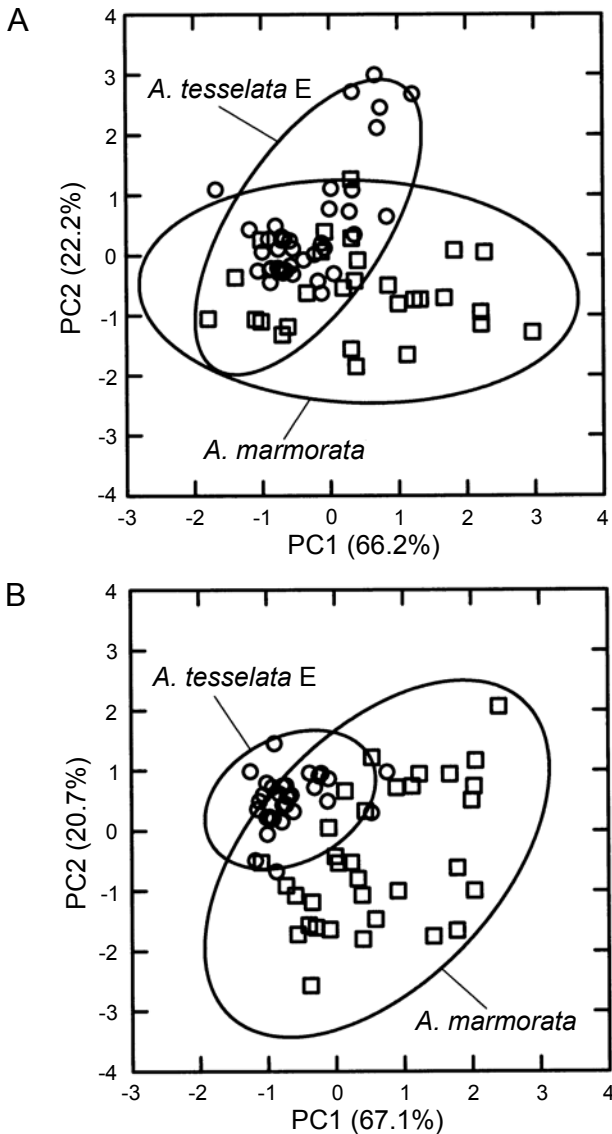 A
4
3
2
1
0
-1
-2
-3
-4
PC2 (22.2%)
A. tesselata E
A. marmorata
-3 -2 -1 0 1 2 3 4
PC1 (66.2%)
B
4
3
2
1
0
-1
-2
-3
-4
PC2 (20.7%)
A. tesselata E
A. marmorata
-3 -2 -1 0 1 2 3 4
PC1 (67.1%)